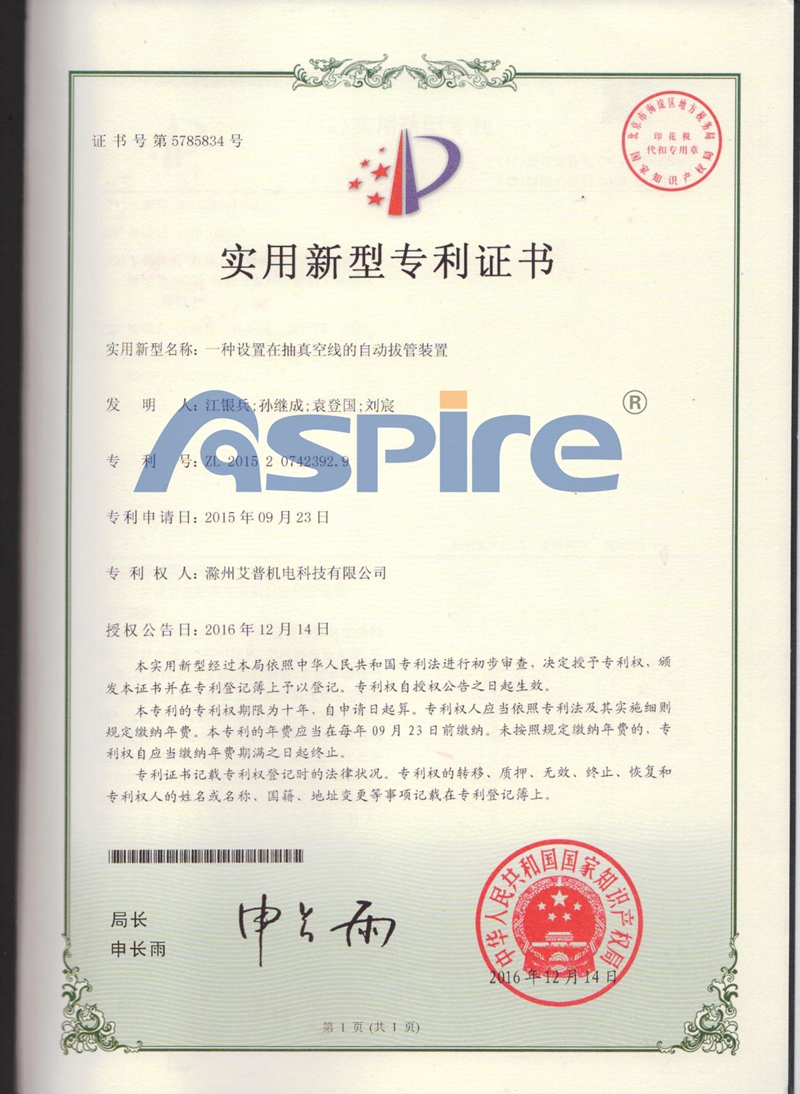 证书号第5785834号
北京市海淀区地方税务局
印花税
代扣专用章
国家知识产权局
实用新型专利证书
实用新型名称：一种设置在抽真空线的自动拔管装置
发明人：江银兵;孙继成;袁登国;刘宸
Aspire ®
专利号：ZL 2015 2 0742392.9
专利申请日：2015年09月23日
专利权人：滁州艾普机电科技有限公司
授权公告日：2016年12月14日
本实用新型经过本局依照中华人民共和国专利法进行初步审查，决定授予专利权，颁
发本证书并在专利登记簿上予以登记。专利权自授权公告之日起生效。
本专利的专利权期限为十年，自申请日起算。专利权人应当依照专利法及其实施细则
规定缴纳年费。本专利的年费应当在每年09月23日前缴纳。未按照规定缴纳年费的，专
利权自应当缴纳年费期满之日起终止。
专利证书记载专利权登记时的法律状况。专利权的转移、质押、无效、终止、恢复和
专利权人的姓名或名称、国籍、地址变更等事项记载在专利登记簿上。
局长
申长雨
申长雨
中华人民共和国国家知识产权局
2016年12月14日
第1页(共1页)